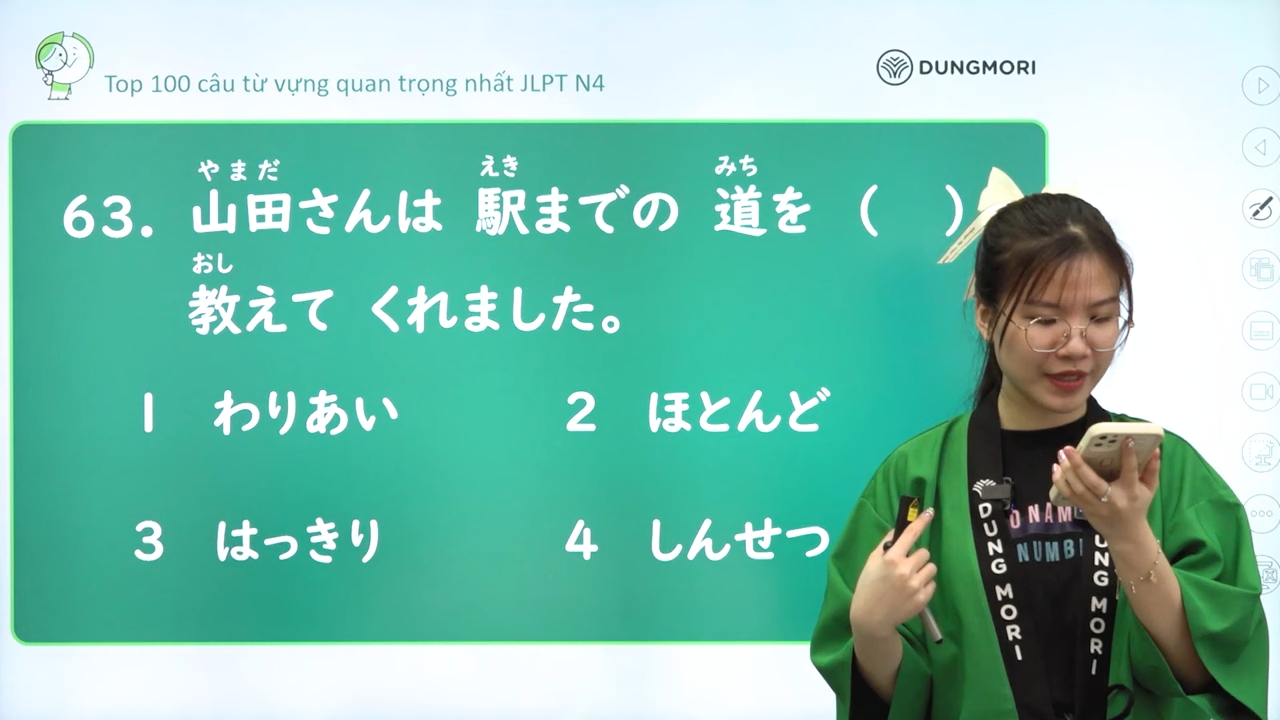 Top 100 câu từ vựng quan trọng nhất JLPT N4
DUNGMORI
やまだ えき みち
63. 山田さんは 駅までの 道を ( )
おし
教えて くれました。
1 わりあい 2 ほとんど
3 はっきり 4 しんせつ
DUNG MORI
NUMB
UNG MORI